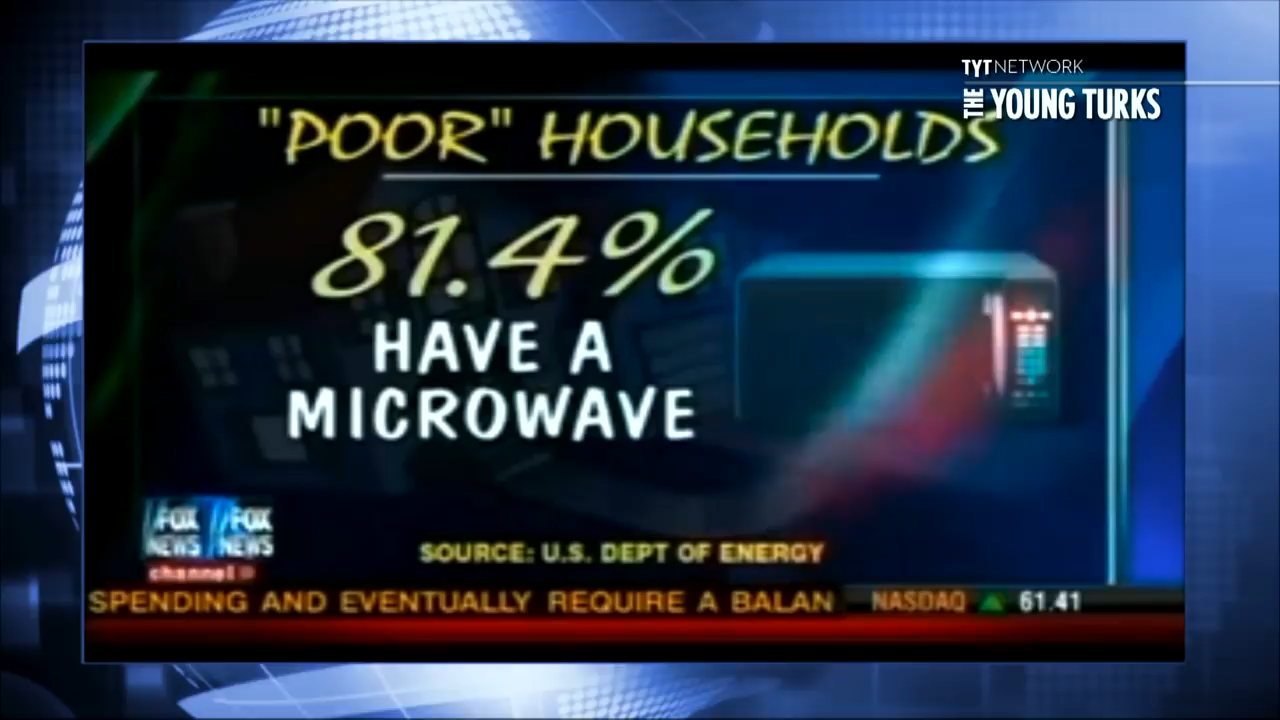 TYT NETWORK
THE YOUNG TURKS
"POOR" HOUSEHOLDS
81.4%
HAVE A
MICROWAVE
FOX FOX
NEWS NEWS
channel
SOURCE: U.S. DEPT OF ENERGY
SPENDING AND EVENTUALLY REQUIRE A BALAN NASDAQ ▲ 61.41